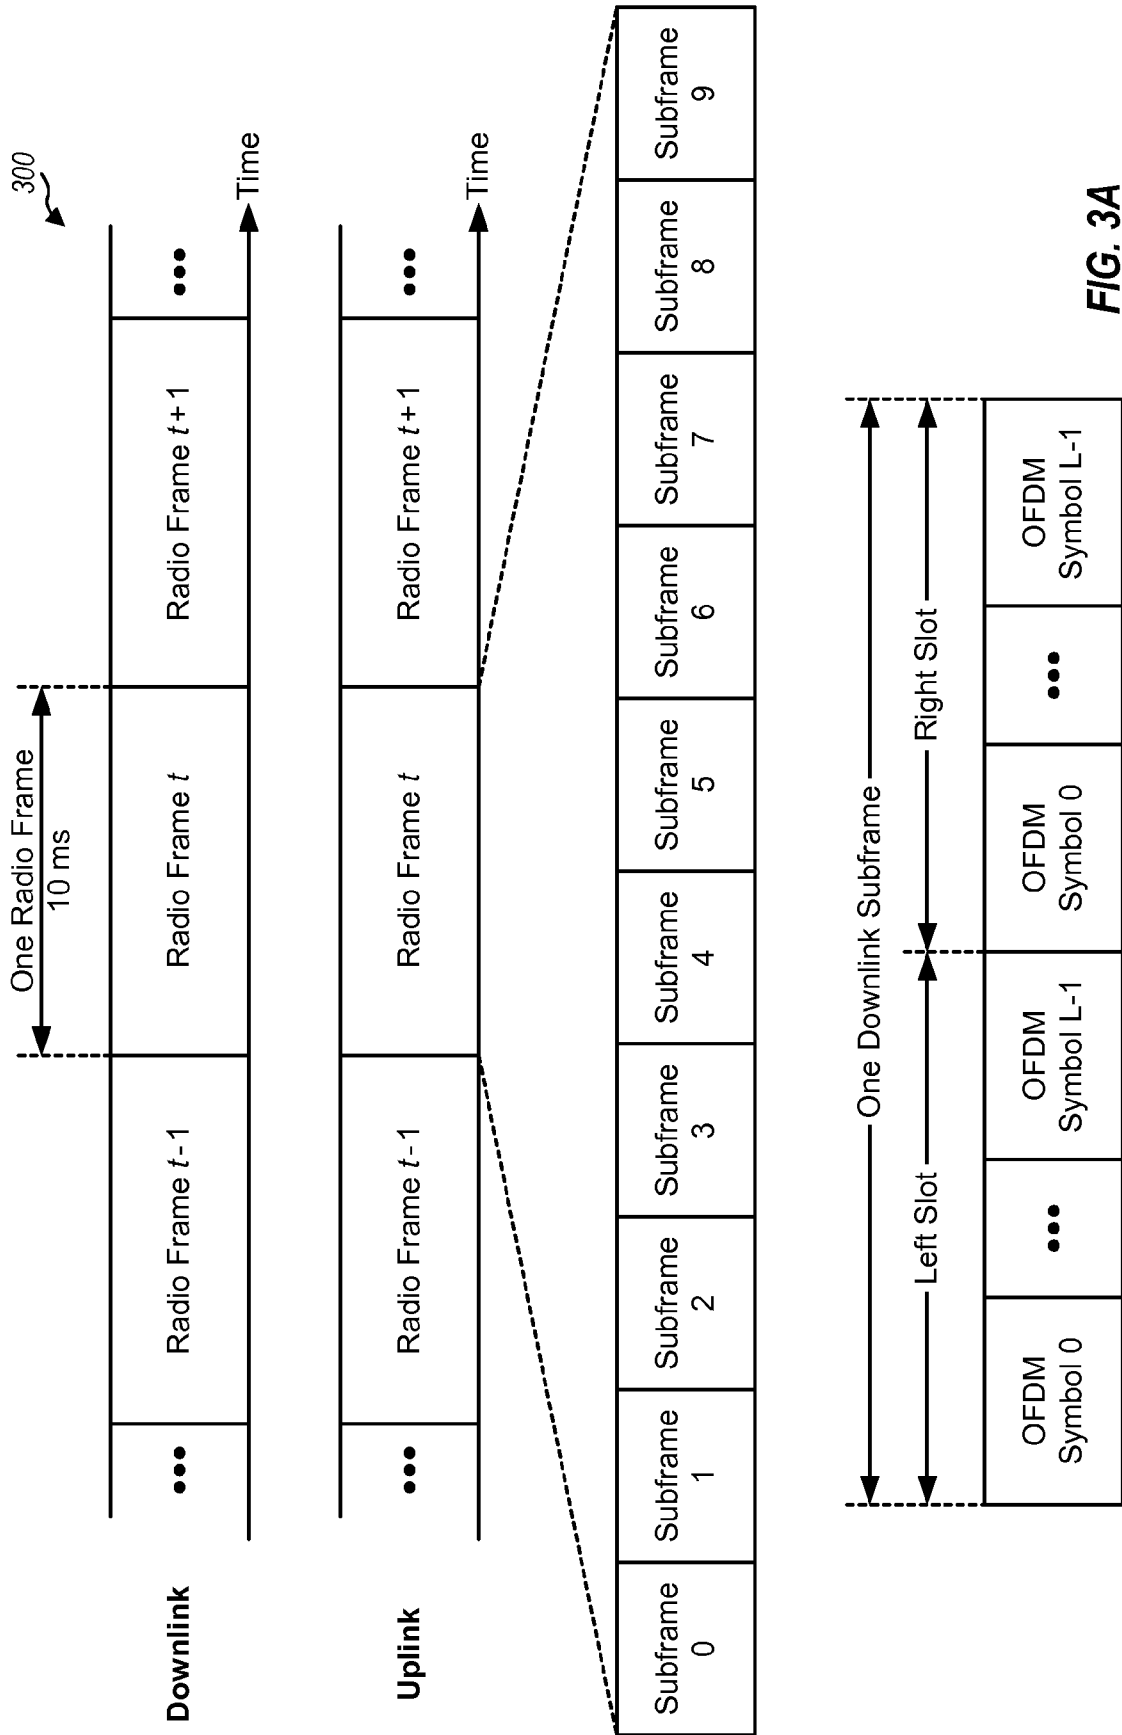 300
One Radio Frame
10 ms
Downlink
•••
Radio Frame t-1
Radio Frame t
Radio Frame t+1
•••
Time
Uplink
•••
Radio Frame t-1
Radio Frame t
Radio Frame t+1
•••
Time
Subframe
0
Subframe
1
Subframe
2
Subframe
3
Subframe
4
Subframe
5
Subframe
6
Subframe
7
Subframe
8
Subframe
9
One Downlink Subframe
Left Slot
Right Slot
OFDM
Symbol 0
•••
OFDM
Symbol L-1
OFDM
Symbol 0
•••
OFDM
Symbol L-1
FIG. 3A